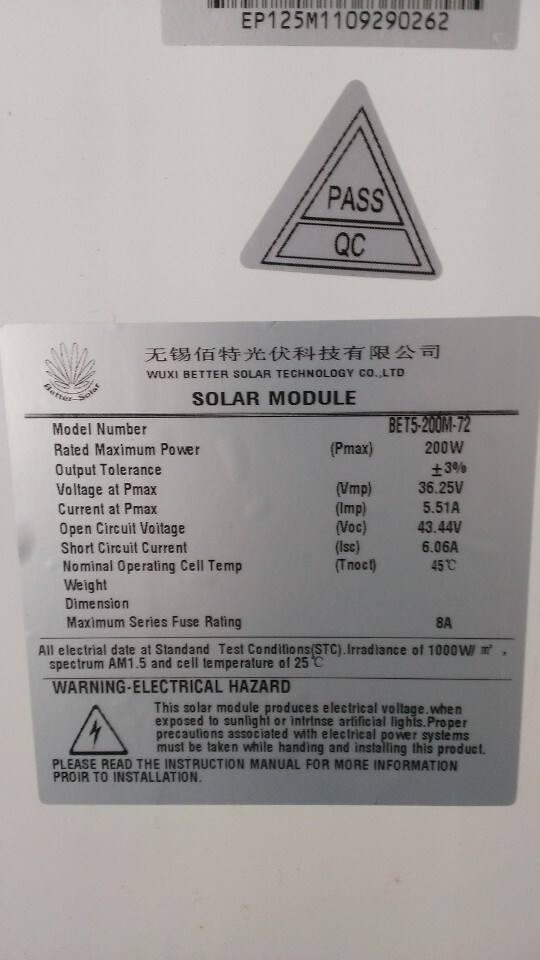 EP125M1109290262
PASS
QC
Better-Solar
无锡佰特光伏科技有限公司
WUXI BETTER SOLAR TECHNOLOGY CO.,LTD
SOLAR MODULE
Model Number BET5-200M-72
Rated Maximum Power (Pmax) 200W
Output Tolerance ±3%
Voltage at Pmax (Vmp) 36.25V
Current at Pmax (Imp) 5.51A
Open Circuit Voitage (Voc) 43.44V
Short Circuit Current (Isc) 6.06A
Nominal Operating Cell Temp (Tnoct) 45℃
Weight
Dimension
Maximum Series Fuse Rating 8A
All electrial date at Standand Test Conditions(STC).Irradiance of 1000W/ ㎡ ,
spectrum AM1.5 and cell temperature of 25℃
WARNING-ELECTRICAL HAZARD
This solar module produces electrical voltage.when
exposed to sunlight or intrinse artificial lights.Proper
precautions associated with electrical power systems
must be taken while handing and installing this product.
PLEASE READ THE INSTRUCTION MANUAL FOR MORE INFORMATION
PROIR TO INSTALLATION.